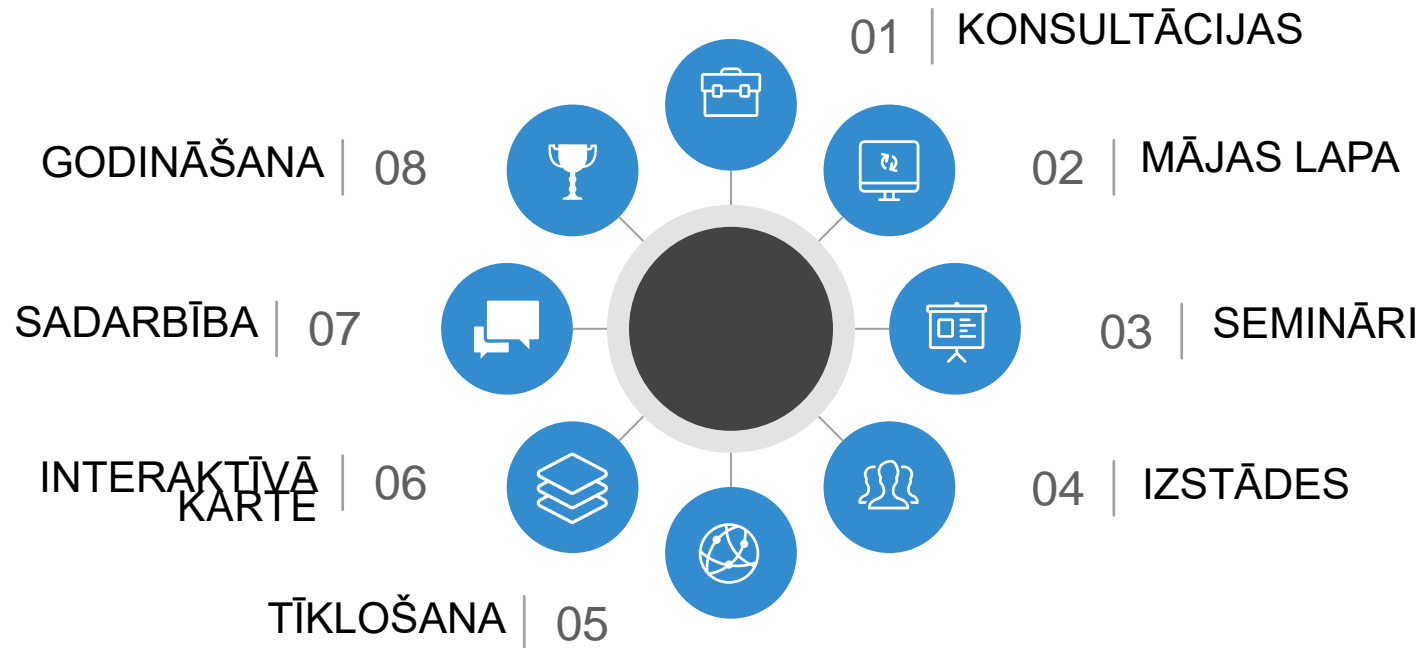 01 KONSULTĀCIJAS
02 MĀJAS LAPA
03 SEMINĀRI
04 IZSTĀDES
TĪKLOŠANA 05
INTERAKTĪVĀ 06
KARTE
SADARBĪBA 07
GODINĀŠANA 08